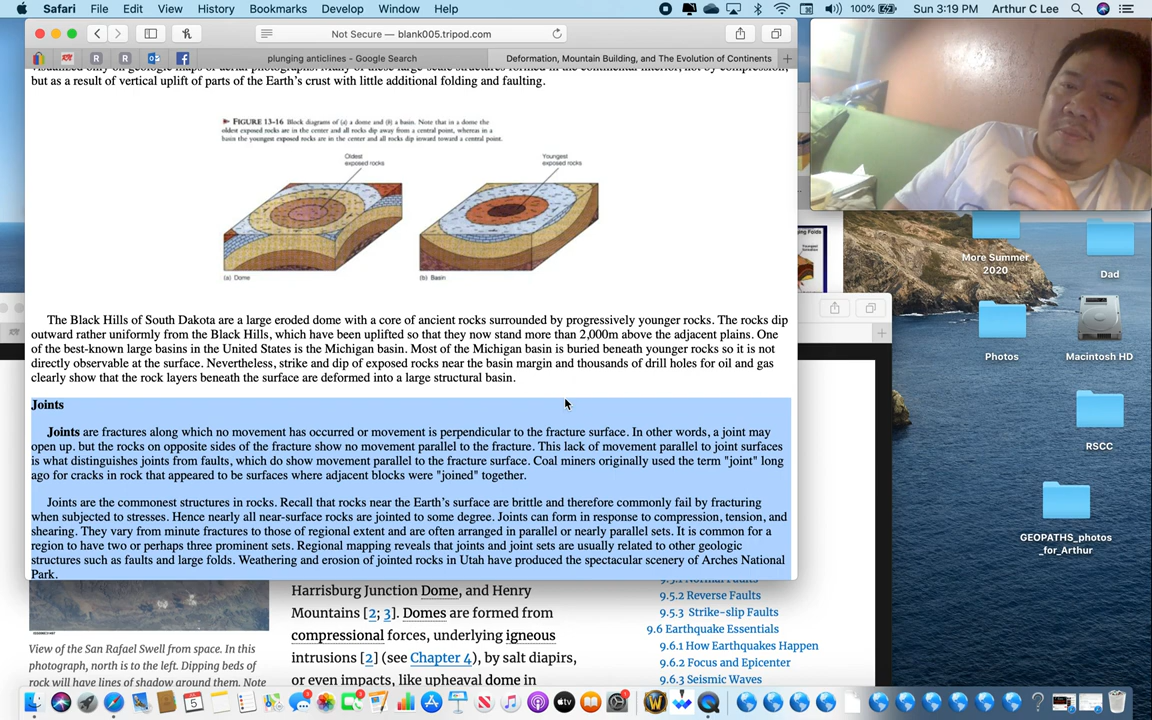 Safari File Edit View History Bookmarks Window Help
100% Sun 3:19 PM Arthur C Lee
Not Secure — blank005.tripod.com
plunging anticlines - Google Search
Deformation, Mountain Building, and The Evolution of Continents
but as a result of vertical uplift of parts of the Earth's crust with little additional folding and faulting.
► FIGURE 13-16 Block diagrams of (a) a dome and (b) a basin. Note that in a dome the
oldest exposed rocks are in the center and all rocks dip away from a central point, whereas in
a basin the youngest exposed rocks are in the center and all rocks dip inward toward a central point.
Oldest
exposed rocks
Youngest
exposed rocks
(a) Dome
(b) Basin
The Black Hills of South Dakota are a large eroded dome with a core of ancient rocks surrounded by progressively younger rocks. The rocks dip
outward rather uniformly from the Black Hills, which have been uplifted so that they now stand more than 2,000m above the adjacent plains. One
of the best-known large basins in the United States is the Michigan basin. Most of the Michigan basin is buried beneath younger rocks so it is not
directly observable at the surface. Nevertheless, strike and dip of exposed rocks near the basin margin and thousands of drill holes for oil and gas
clearly show that the rock layers beneath the surface are deformed into a large structural basin.
Joints
Joints are fractures along which no movement has occurred or movement is perpendicular to the fracture surface. In other words, a joint may
open up, but the rocks on opposite sides of the fracture show no movement parallel to the fracture. This lack of movement parallel to joint surfaces
is what distinguishes joints from faults, which do show movement parallel to the fracture surface. Coal miners originally used the term "joint" long
ago for cracks in rock that appeared to be surfaces where adjacent blocks were "joined" together.
Joints are the commonest structures in rocks. Recall that rocks near the Earth's surface are brittle and therefore commonly fail by fracturing
when subjected to stresses. Hence nearly all near-surface rocks are jointed to some degree. Joints can form in response to compression, tension, and
shearing. They vary from minute fractures to those of regional extent and are often arranged in parallel or nearly parallel sets. It is common for a
region to have two or perhaps three prominent sets. Regional mapping reveals that joints and joint sets are usually related to other geologic
structures such as faults and large folds. Weathering and erosion of jointed rocks in Utah have produced the spectacular scenery of Arches National
Park.
View of the San Rafael Swell from space. In this
photograph, north is to the left. Dipping beds of
rock will have lines of shadow around them. Note
Harrisburg Junction Dome, and Henry
Mountains [2; 3]. Domes are formed from
compressional forces, underlying igneous
intrusions [2] (see Chapter 4), by salt diapirs,
or even impacts, like upheaval dome in
9.5.1 Normal Faults
9.5.2 Reverse Faults
9.5.3 Strike-slip Faults
9.6 Earthquake Essentials
9.6.1 How Earthquakes Happen
9.6.2 Focus and Epicenter
9.6.3 Seismic Waves
More Summer
2020
Dad
Photos
Macintosh HD
RSCC
GEOPATHS_photos
_for_Arthur